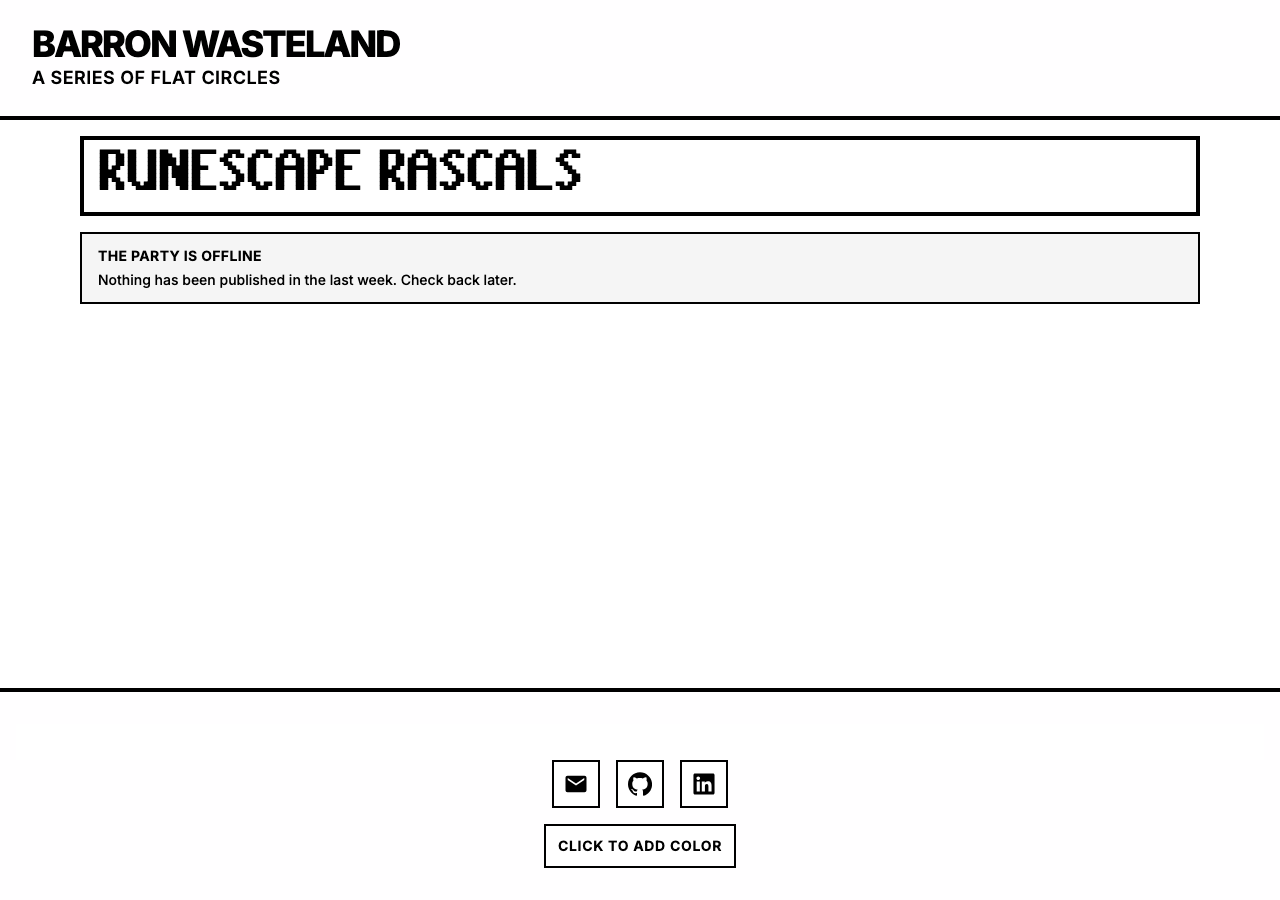 BARRON WASTELAND
A SERIES OF FLAT CIRCLES
RUNESCAPE RASCALS
THE PARTY IS OFFLINE
Nothing has been published in the last week. Check back later.
CLICK TO ADD COLOR